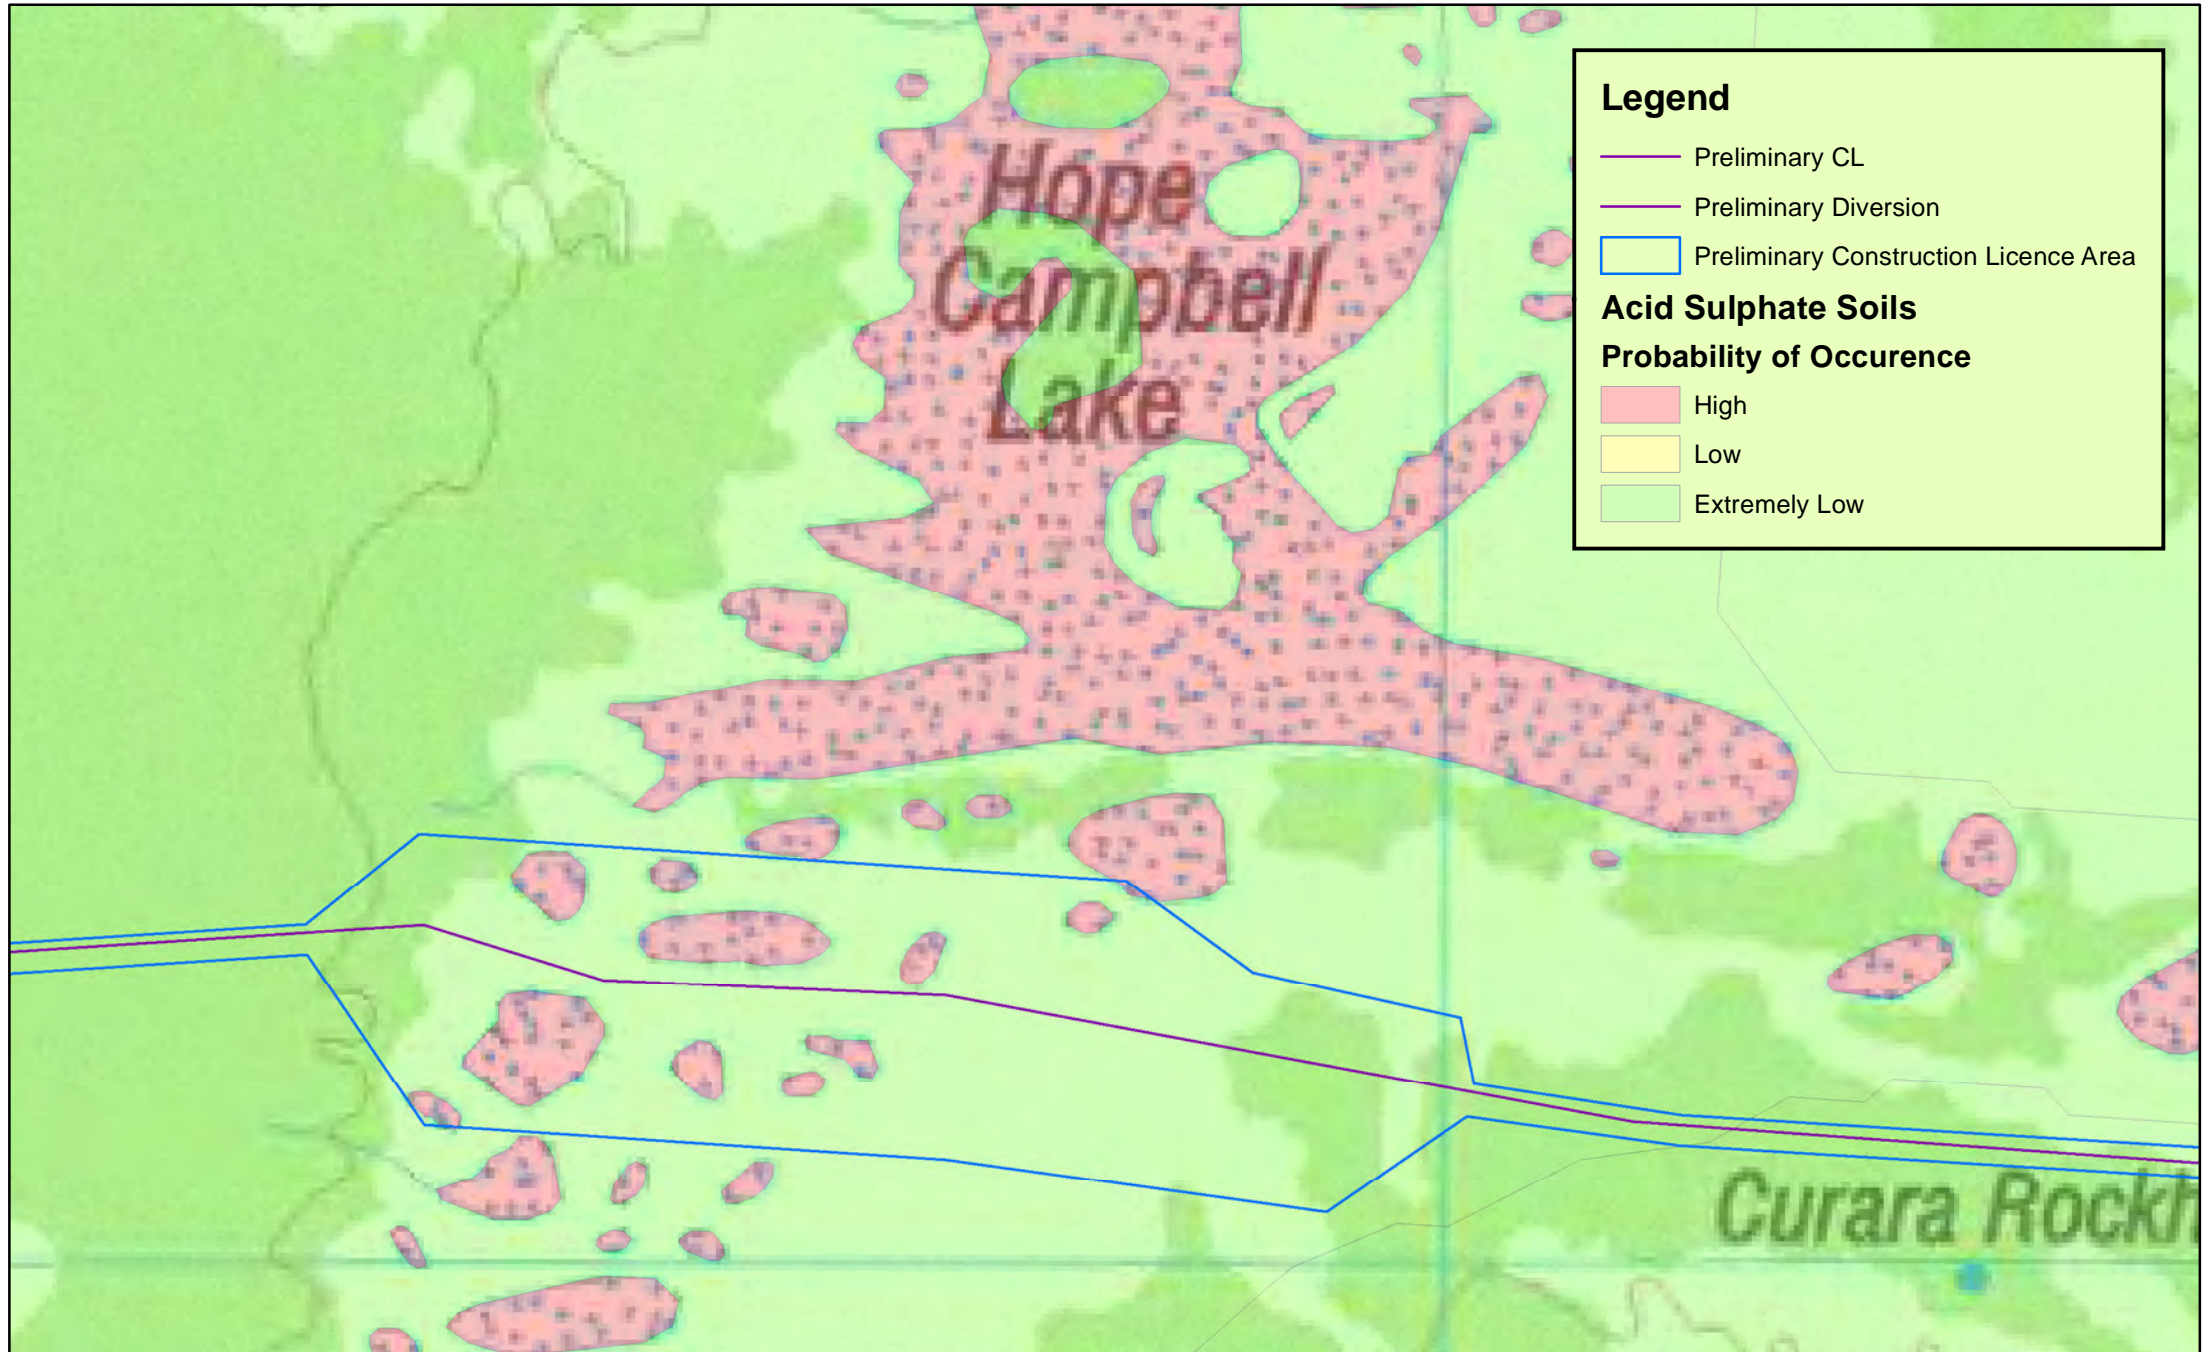 Hope
Campbell
Lake
Legend
Preliminary CL
Preliminary Diversion
Preliminary Construction Licence Area
Acid Sulphate Soils
Probability of Occurence
High
Low
Extremely Low
Curara Rockh